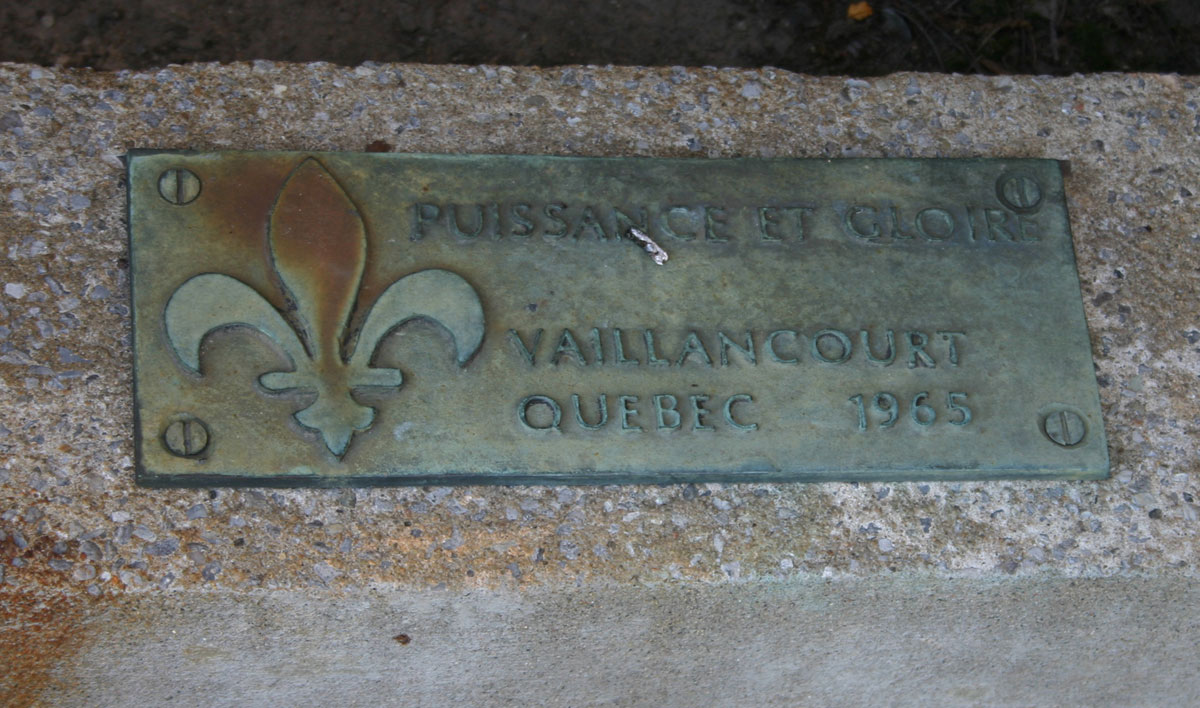 PUISSANCE ET GLOIRE
VAILLANCOURT
QUEBEC 1965